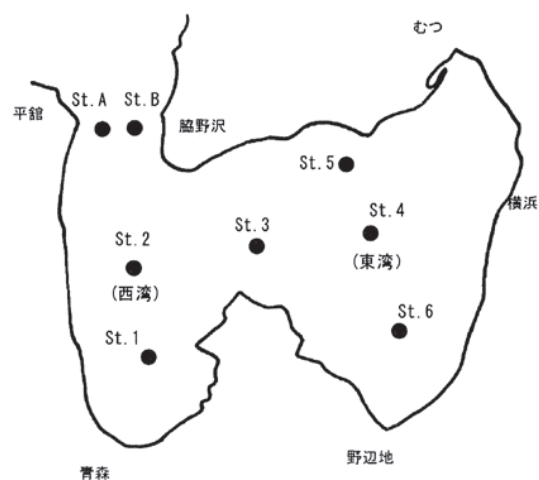 むつ
St.A St.B
平舘
脇野沢
St.5
横浜
St.4
St.3
St.2
(東湾)
(西湾)
St.6
St.1
野辺地
青森